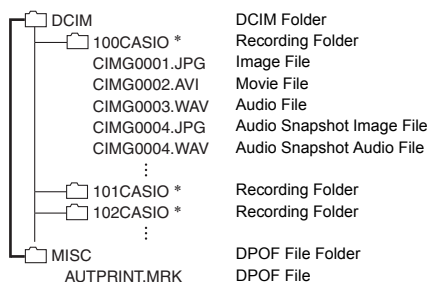 DCIM DCIM Folder
100CASIO * Recording Folder
CIMG0001.JPG Image File
CIMG0002.AVI Movie File
CIMG0003.WAV Audio File
CIMG0004.JPG Audio Snapshot Image File
CIMG0004.WAV Audio Snapshot Audio File
101CASIO * Recording Folder
102CASIO * Recording Folder
MISC DPOF File Folder
AUTPRINT.MRK DPOF File